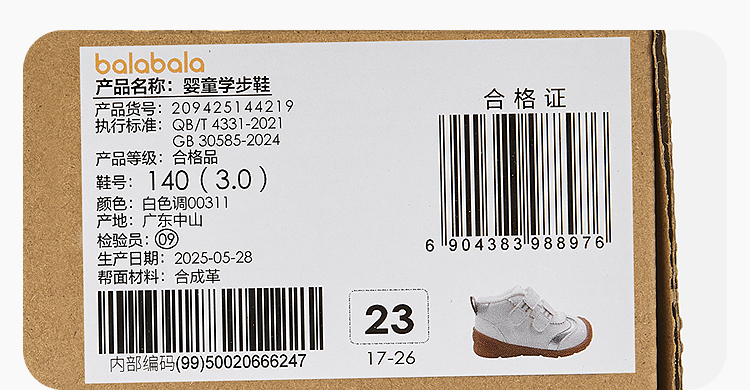 balabala
产品名称：婴童学步鞋
产品货号：209425144219
执行标准：QB/T 4331-2021
GB 30585-2024
产品等级：合格品
鞋号：140（3.0）
颜色：白色调00311
产地：广东中山
检验员：09
生产日期：2025-05-28
帮面材料：合成革
内部编码(99)50020666247
合格证
6 904383 988976
23
17-26